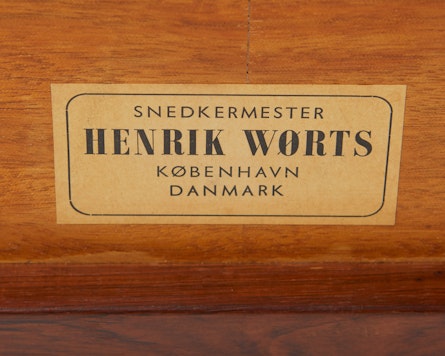 SNEDKERMESTER
HENRIK WØRTS
KØBENHAVN
DANMARK